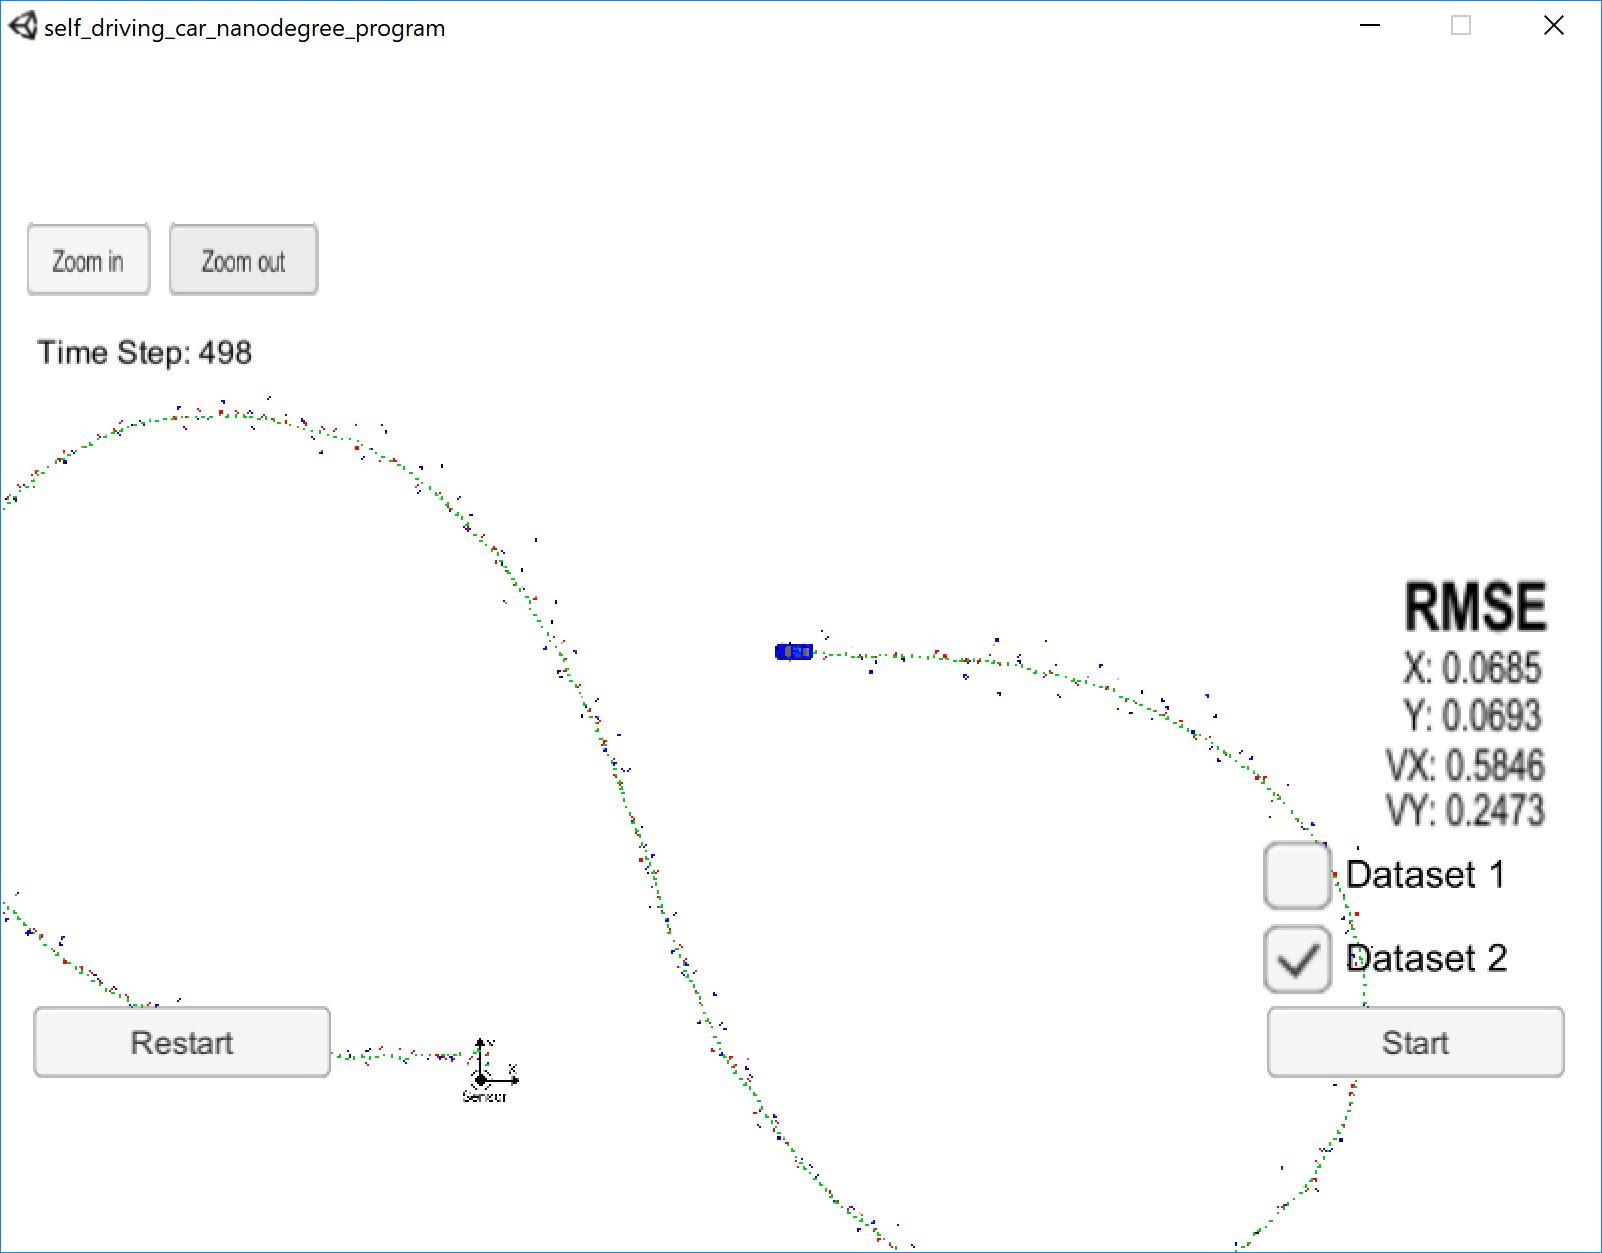 self_driving_car_nanodegree_program
Zoom in
Zoom out
Time Step: 498
RMSE
X: 0.0685
Y: 0.0693
VX: 0.5846
VY: 0.2473
Dataset 1
Dataset 2
Restart
Start
Y
X
Sensor